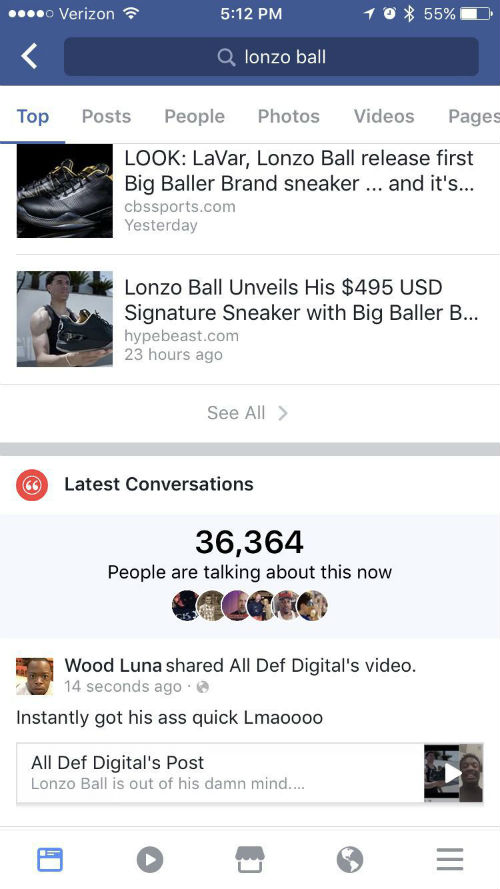 Verizon 5:12 PM 55%
lonzo ball
Top Posts People Photos Videos Pages
LOOK: LaVar, Lonzo Ball release first
Big Baller Brand sneaker ... and it's...
cbssports.com
Yesterday
Lonzo Ball Unveils His $495 USD
Signature Sneaker with Big Baller B...
hypebeast.com
23 hours ago
See All
Latest Conversations
36,364
People are talking about this now
Wood Luna shared All Def Digital's video.
14 seconds ago ·
Instantly got his ass quick Lmaoooo
All Def Digital's Post
Lonzo Ball is out of his damn mind....